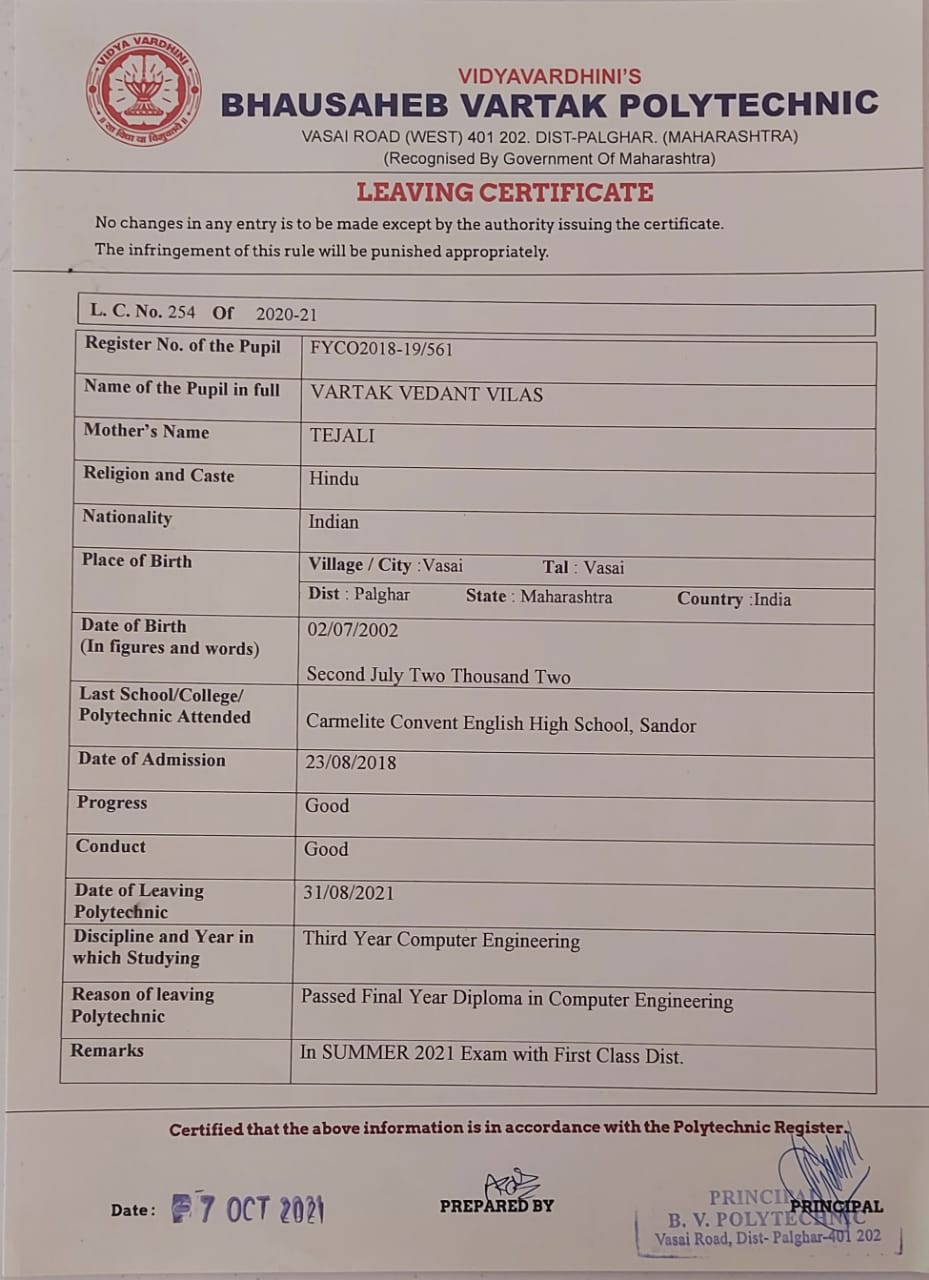 VIDYA VARDHINI
॥ सा विद्या या विमुक्तये ॥
VIDYAVARDHINI'S
BHAUSAHEB VARTAK POLYTECHNIC
VASAI ROAD (WEST) 401 202. DIST-PALGHAR. (MAHARASHTRA)
(Recognised By Government Of Maharashtra)
LEAVING CERTIFICATE
No changes in any entry is to be made except by the authority issuing the certificate.
The infringement of this rule will be punished appropriately.
L. C. No. 254 Of 2020-21
Register No. of the Pupil FYCO2018-19/561
Name of the Pupil in full VARTAK VEDANT VILAS
Mother's Name TEJALI
Religion and Caste Hindu
Nationality Indian
Place of Birth Village / City :Vasai Tal : Vasai
Dist : Palghar State : Maharashtra Country :India
Date of Birth 02/07/2002
(In figures and words)
Second July Two Thousand Two
Last School/College/
Polytechnic Attended Carmelite Convent English High School, Sandor
Date of Admission 23/08/2018
Progress Good
Conduct Good
Date of Leaving 31/08/2021
Polytechnic
Discipline and Year in Third Year Computer Engineering
which Studying
Reason of leaving Passed Final Year Diploma in Computer Engineering
Polytechnic
Remarks In SUMMER 2021 Exam with First Class Dist.
Certified that the above information is in accordance with the Polytechnic Register.
Date: 7 OCT 2021 PREPARED BY PRINCIPAL
PRINCIPAL
B. V. POLYTECHNIC
Vasai Road, Dist- Palghar-401 202